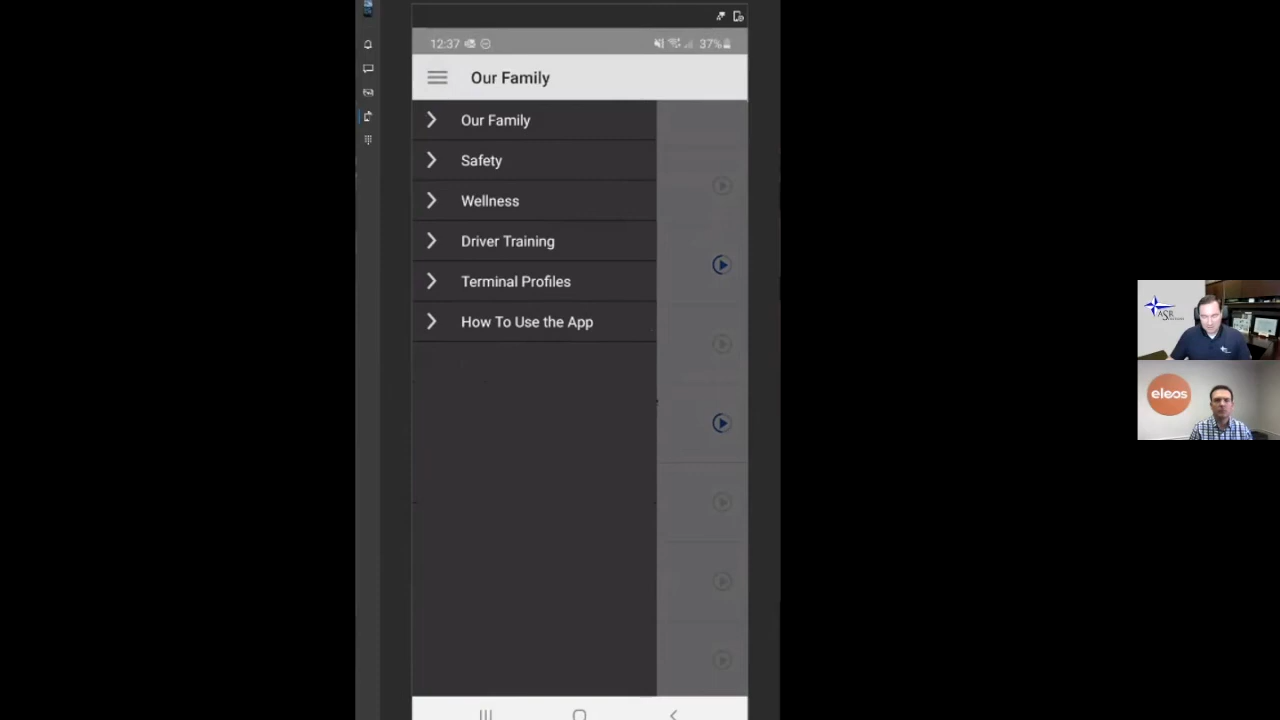 12:37
37%
Our Family
Our Family
Safety
Wellness
Driver Training
Terminal Profiles
How To Use the App
ASR
eleos